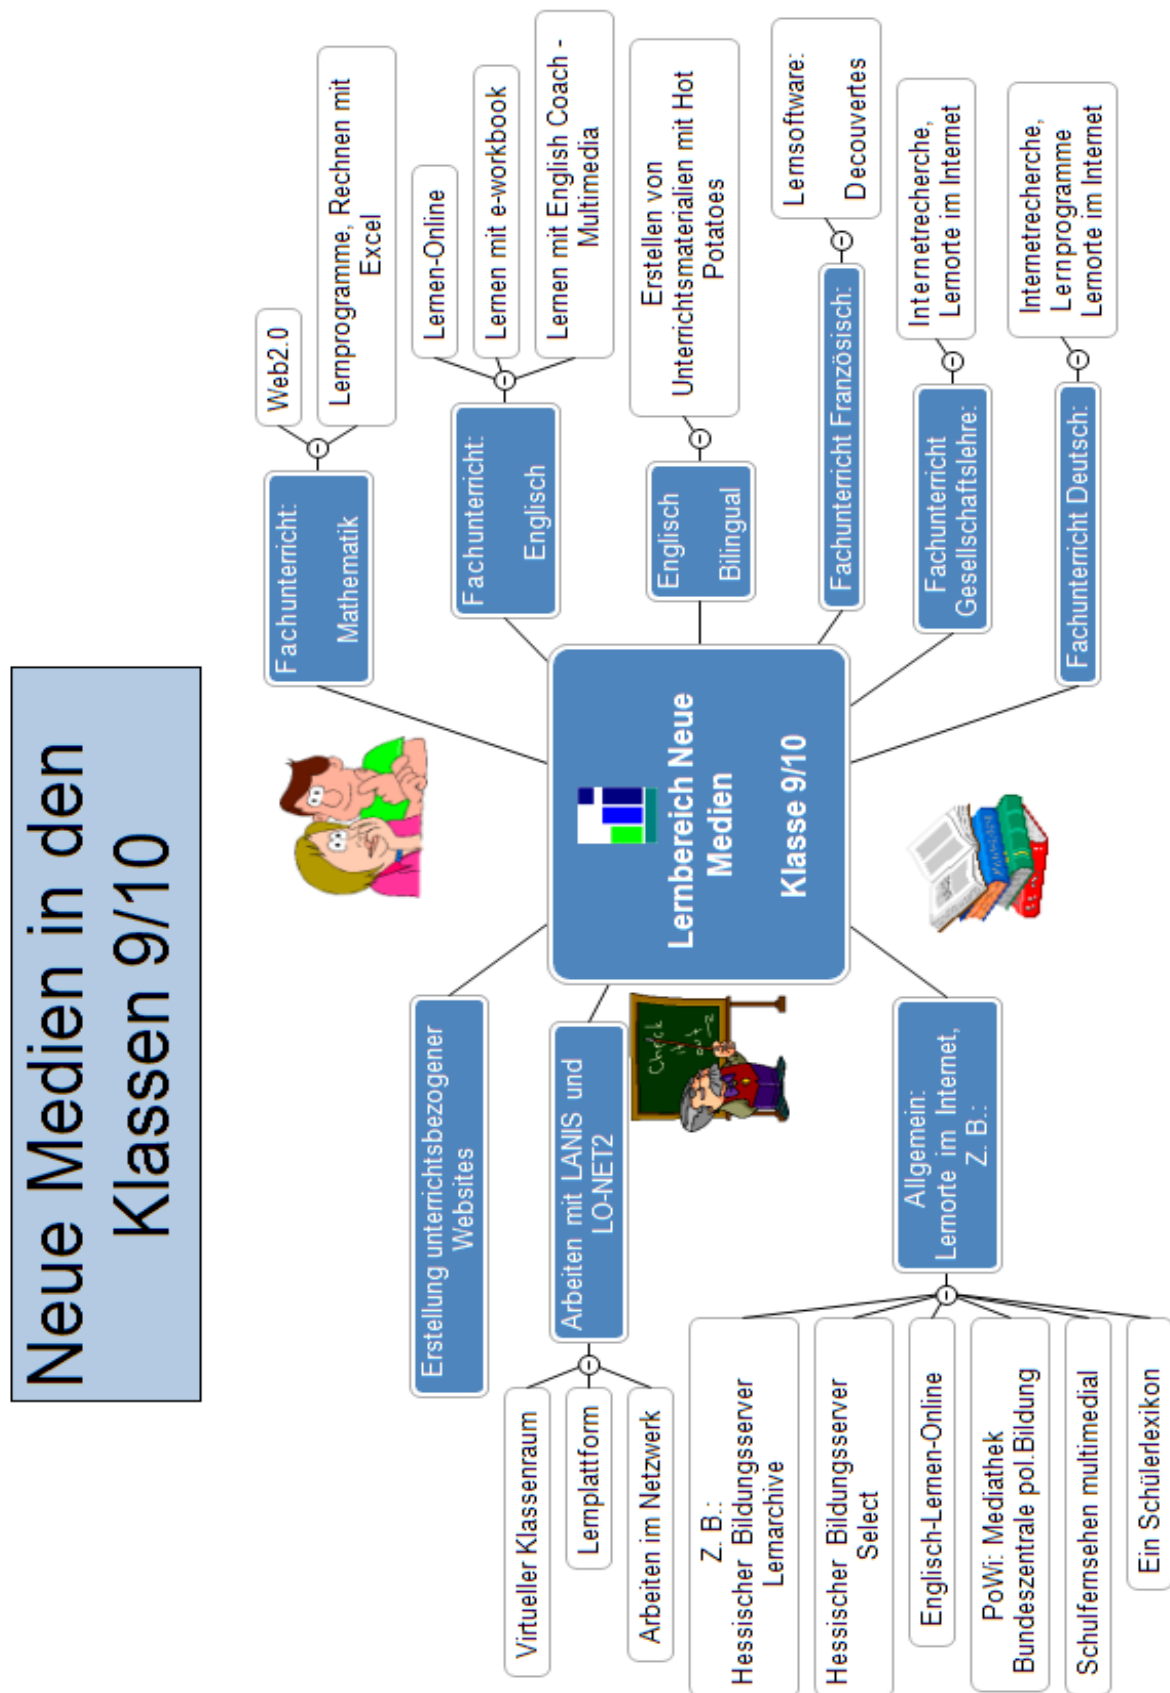 Neue Medien in den
Klassen 9/10
Lernbereich Neue
Medien
Klasse 9/10
Fachunterricht:
Mathematik
Web2.0
Lernprogramme, Rechnen mit
Excel
Fachunterricht:
Englisch
Lernen-Online
Lernen mit e-workbook
Lernen mit English Coach -
Multimedia
Englisch
Bilingual
Erstellen von
Unterrichtsmaterialien mit Hot
Potatoes
Fachunterricht Französisch:
Lernsoftware:
Decouvertes
Fachunterricht
Gesellschaftslehre:
Internetrecherche,
Lernorte im Internet
Fachunterricht Deutsch:
Internetrecherche,
Lernprogramme
Lernorte im Internet
Erstellung unterrichtsbezogener
Websites
Arbeiten mit LANIS und
LO-NET2
Virtueller Klassenraum
Lernplattform
Arbeiten im Netzwerk
Check
it
out
Allgemein:
Lernorte im Internet,
Z. B.:
Z. B.:
Hessischer Bildungsserver
Lernarchive
Hessischer Bildungsserver
Select
Englisch-Lernen-Online
PoWi: Mediathek
Bundeszentrale pol.Bildung
Schulfernsehen multimedial
Ein Schülerlexikon